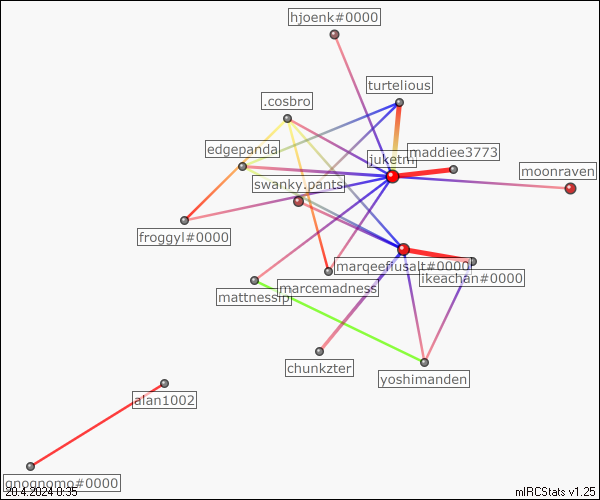 hjoenk#0000
turtelious
.cosbro
edgepanda
juketm
maddiee3773
moonraven
swanky.pants
froggyl#0000
marqeeflusalt#0000
ikeachan#0000
marcemadness
mattnessip
chunkzter
yoshimanden
alan1002
gnognomo#0000
20.4.2024 0:35
mIRCStats v1.25